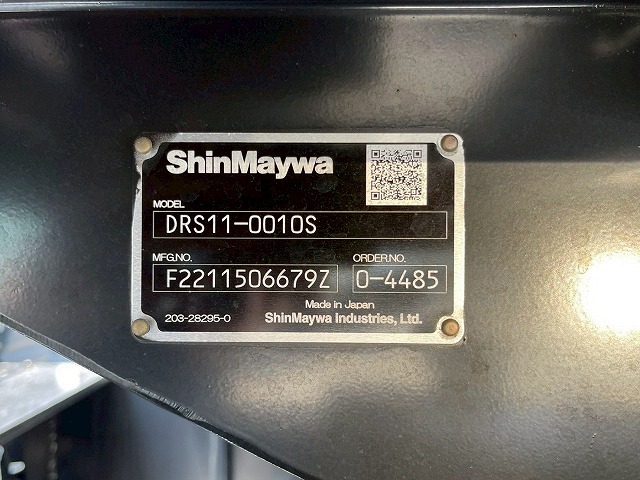 ShinMaywa
MODEL
DRS11-0010S
MFG.NO. ORDER.NO.
F2211506679Z 0-4485
Made in Japan
203-28295-0 ShinMaywa Industries, Ltd.